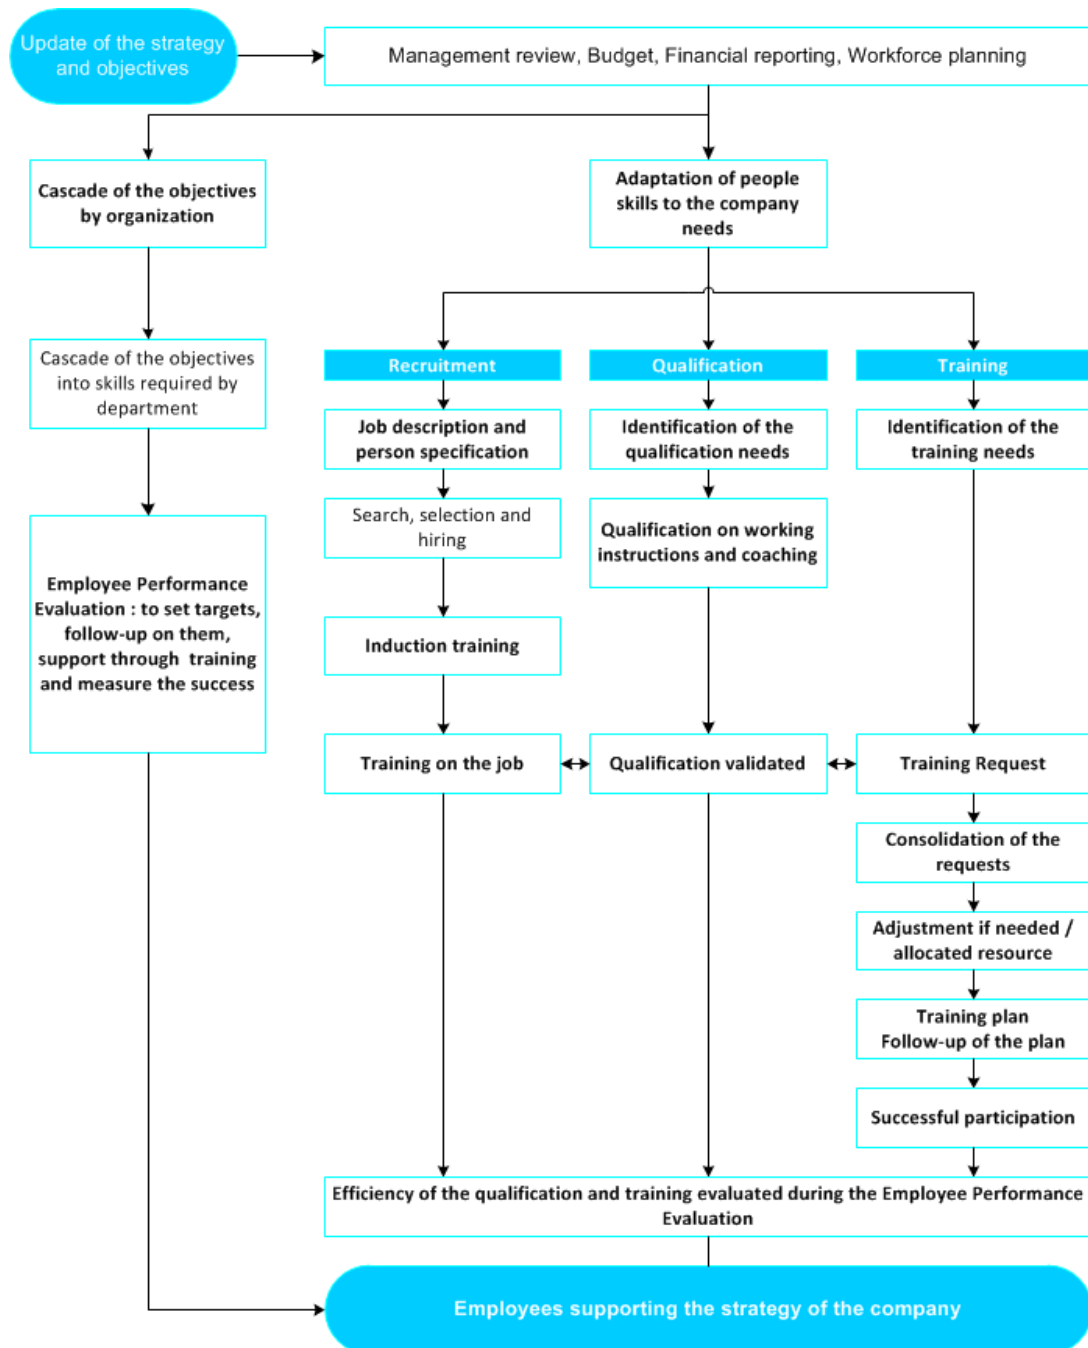 Update of the strategy
and objectives
Management review, Budget, Financial reporting, Workforce planning
Cascade of the objectives
by organization
Adaptation of people
skills to the company
needs
Cascade of the objectives
into skills required by
department
Recruitment
Qualification
Training
Job description and
person specification
Identification of the
qualification needs
Identification of the
training needs
Search, selection and
hiring
Qualification on working
instructions and coaching
Employee Performance
Evaluation : to set targets,
follow-up on them,
support through training
and measure the success
Induction training
Training on the job
Qualification validated
Training Request
Consolidation of the
requests
Adjustment if needed /
allocated resource
Training plan
Follow-up of the plan
Successful participation
Efficiency of the qualification and training evaluated during the Employee Performance
Evaluation
Employees supporting the strategy of the company